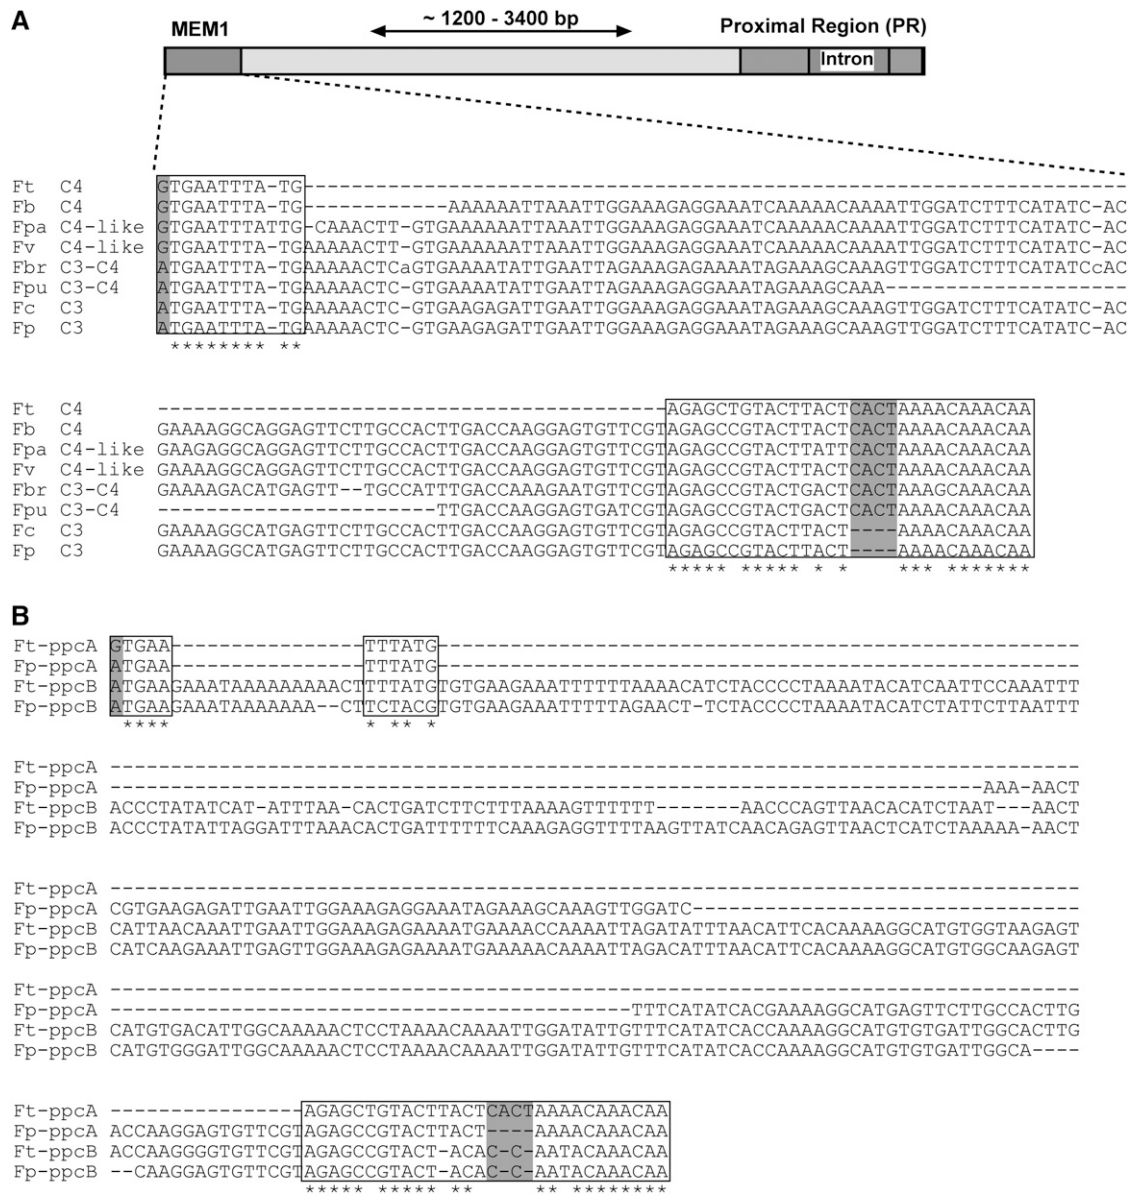 A
MEM1
~ 1200 - 3400 bp
Proximal Region (PR)
Intron
Ft C4 GTGAATTTA-TG-------------------------------------------------------------------
Fb C4 GTGAATTTA-TG------------AAAAAATTAAATTGGAAAGAGGAAATCAAAAACAAAATTGGATCTTTCATATC-AC
Fpa C4-like GTGAATTTATTG-CAAACTT-GTGAAAAAATTAAATTGGAAAGAGGAAATCAAAAACAAAATTGGATCTTTCATATC-AC
Fv C4-like GTGAATTTA-TGAAAAACTT-GTGAAAAAATTAAATTGGAAAGAGGAAATCAAAAACAAAATTGGATCTTTCATATC-AC
Fbr C3-C4 ATGAATTTA-TGAAAAACTCaGTGAAAATATTGAATTAGAAAGAGAAAATAGAAAGCAAAGTTGGATCTTTCATATCcAC
Fpu C3-C4 ATGAATTTA-TGAAAAACTC-GTGAAAATATTGAATTAGAAAGAGGAAATAGAAAGCAAA--------------------
Fc C3 ATGAATTTA-TGAAAAACTC-GTGAAGAGATTGAATTGGAAAGAGGAAATAGAAAGCAAAGTTGGATCTTTCATATC-AC
Fp C3 ATGAATTTA-TGAAAAACTC-GTGAAGAGATTGAATTGGAAAGAGGAAATAGAAAGCAAAGTTGGATCTTTCATATC-AC
******** **
Ft C4 ------------------------------------------AGAGCTGTACTTACTCACTAAAACAAACAA
Fb C4 GAAAAGGCAGGAGTTCTTGCCACTTGACCAAGGAGTGTTCGTAGAGCCGTACTTACTCACTAAAACAAACAA
Fpa C4-like GAAGAGGCAGGAGTTCTTGCCACTTGACCAAGGAGTGTTCGTAGAGCCGTACTTATTCACTAAAACAAACAA
Fv C4-like GAAAAGGCAGGAGTTCTTGCCACTTGACCAAGGAGTGTTCGTAGAGCCGTACTTACTCACTAAAACAAACAA
Fbr C3-C4 GAAAAGACATGAGTT--TGCCATTTGACCAAAGAATGTTCGTAGAGCCGTACTGACTCACTAAAGCAAACAA
Fpu C3-C4 -----------------------TTGACCAAGGAGTGATCGTAGAGCCGTACTGACTCACTAAAACAAACAA
Fc C3 GAAAAGGCATGAGTTCTTGCCACTTGACCAAGGAGTGTTCGTAGAGCCGTACTTACT----AAAACAAACAA
Fp C3 GAAAAGGCATGAGTTCTTGCCACTTGACCAAGGAGTGTTCGTAGAGCCGTACTTACT----AAAACAAACAA
***** ***** * * *** *******
B
Ft-ppcA GTGAA----------------TTTATG-----------------------------------------------------
Fp-ppcA ATGAA----------------TTTATG-----------------------------------------------------
Ft-ppcB ATGAAGAAATAAAAAAAAACTTTTATGTGTGAAGAAATTTTTTAAAACATCTACCCCTAAAATACATCAATTCCAAATTT
Fp-ppcB ATGAAGAAATAAAAAAA--CTTCTACGTGTGAAGAAATTTTTAGAACT-TCTACCCCTAAAATACATCTATTCTTAATTT
**** * ** *
Ft-ppcA --------------------------------------------------------------------------------
Fp-ppcA ------------------------------------------------------------------------AAA-AACT
Ft-ppcB ACCCTATATCAT-ATTTAA-CACTGATCTTCTTTAAAAGTTTTTT-------AACCCAGTTAACACATCTAAT---AACT
Fp-ppcB ACCCTATATTAGGATTTAAACACTGATTTTTTCAAAGAGGTTTTAAGTTATCAACAGAGTTAACTCATCTAAAAA-AACT
Ft-ppcA --------------------------------------------------------------------------------
Fp-ppcA CGTGAAGAGATTGAATTGGAAAGAGGAAATAGAAAGCAAAGTTGGATC--------------------------------
Ft-ppcB CATTAACAAATTGAATTGGAAAGAGAAAATGAAAACCAAAATTAGATATTTAACATTCACAAAAGGCATGTGGTAAGAGT
Fp-ppcB CATCAAGAAATTGAGTTGGAAAGAGAAAATGAAAAACAAAATTAGACATTTAACATTCACAAAAGGCATGTGGCAAGAGT
Ft-ppcA --------------------------------------------------------------------------------
Fp-ppcA -------------------------------------------TTTCATATCACGAAAAGGCATGAGTTCTTGCCACTTG
Ft-ppcB CATGTGACATTGGCAAAAACTCCTAAAACAAAATTGGATATTGTTTCATATCACCAAAAGGCATGTGTGATTGGCACTTG
Fp-ppcB CATGTGGGATTGGCAAAAACTCCTAAAACAAAATTGGATATTGTTTCATATCACCAAAAGGCATGTGTGATTGGCA----
Ft-ppcA ----------------AGAGCTGTACTTACTCACTAAAACAAACAA
Fp-ppcA ACCAAGGAGTGTTCGTAGAGCCGTACTTACT----AAAACAAACAA
Ft-ppcB ACCAAGGGGTGTTCGTAGAGCCGTACT-ACAC-C-AATACAAACAA
Fp-ppcB --CAAGGAGTGTTCGTAGAGCCGTACT-ACAC-C-AATACAAACAA
***** ***** ** ** ********